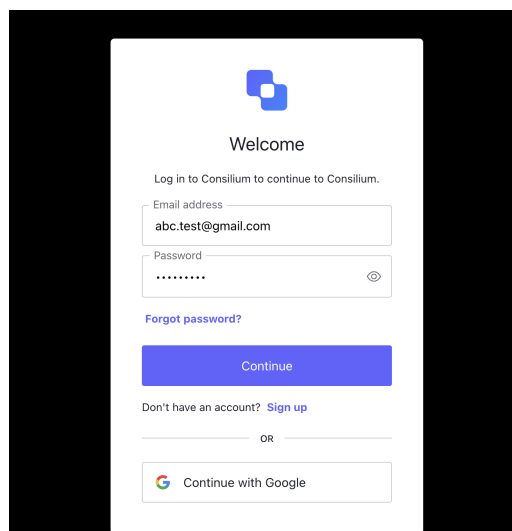 Welcome
Log in to Consilium to continue to Consilium.
Email address
abc.test@gmail.com
Password
•••••••••
Forgot password?
Continue
Don't have an account? Sign up
OR
Continue with Google